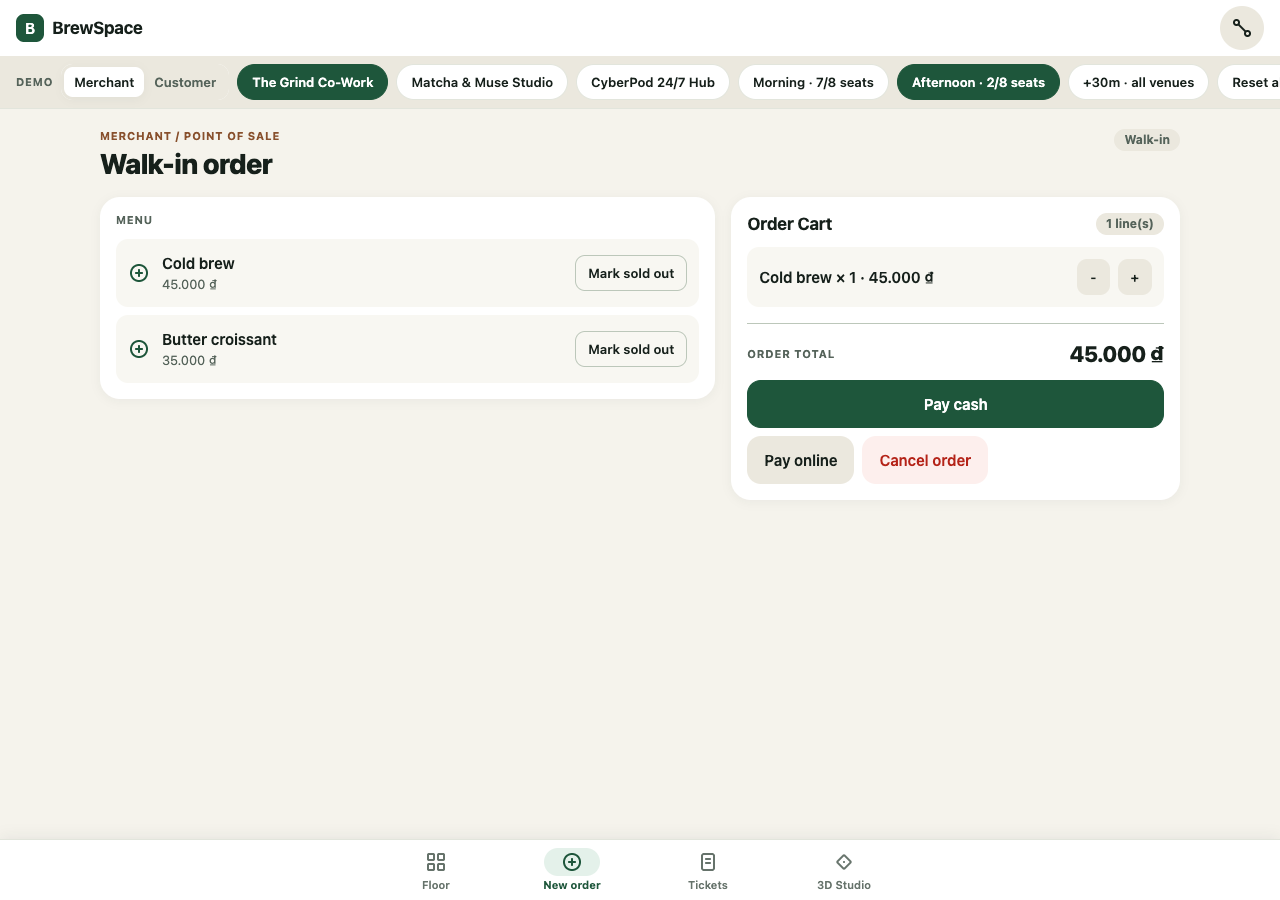 B BrewSpace
DEMO Merchant Customer The Grind Co-Work Matcha & Muse Studio CyberPod 24/7 Hub Morning · 7/8 seats Afternoon · 2/8 seats +30m · all venues Reset a
MERCHANT / POINT OF SALE
Walk-in
Walk-in order
MENU
Cold brew
45.000 ₫
Mark sold out
Butter croissant
35.000 ₫
Mark sold out
Order Cart
1 line(s)
Cold brew × 1 · 45.000 ₫
- +
ORDER TOTAL
45.000 ₫
Pay cash
Pay online
Cancel order
Floor
New order
Tickets
3D Studio